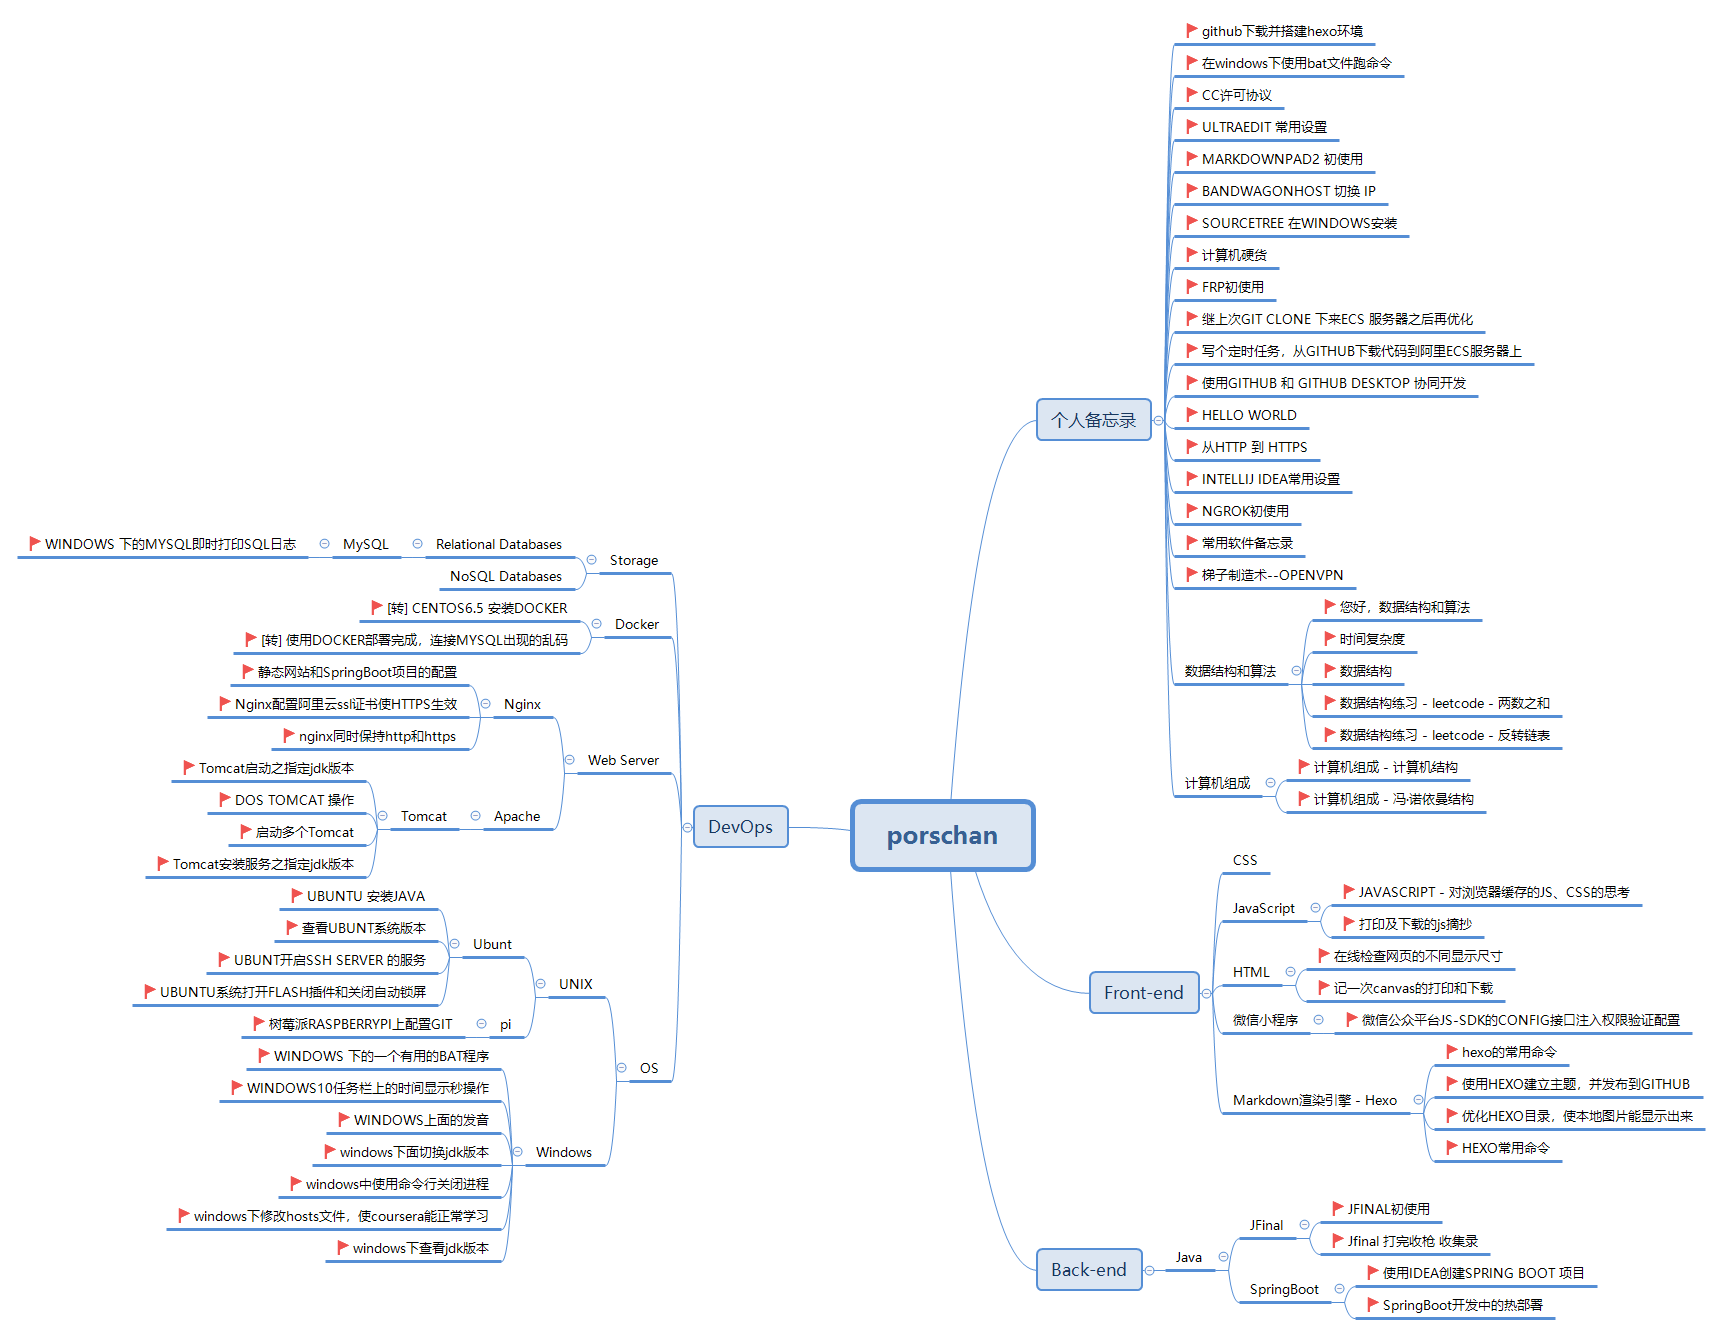 porschan
个人备忘录
github下载并搭建hexo环境
在windows下使用bat文件跑命令
CC许可协议
ULTRAEDIT 常用设置
MARKDOWNPAD2 初使用
BANDWAGONHOST 切换 IP
SOURCETREE 在WINDOWS安装
计算机硬货
FRP初使用
继上次GIT CLONE 下来ECS 服务器之后再优化
写个定时任务，从GITHUB下载代码到阿里ECS服务器上
使用GITHUB 和 GITHUB DESKTOP 协同开发
HELLO WORLD
从HTTP 到 HTTPS
INTELLIJ IDEA常用设置
NGROK初使用
常用软件备忘录
梯子制造术--OPENVPN
数据结构和算法
您好，数据结构和算法
时间复杂度
数据结构
数据结构练习 - leetcode - 两数之和
数据结构练习 - leetcode - 反转链表
计算机组成
计算机组成 - 计算机结构
计算机组成 - 冯·诺依曼结构
Front-end
CSS
JavaScript
JAVASCRIPT - 对浏览器缓存的JS、CSS的思考
打印及下载的js摘抄
HTML
在线检查网页的不同显示尺寸
记一次canvas的打印和下载
微信小程序
微信公众平台JS-SDK的CONFIG接口注入权限验证配置
Markdown渲染引擎 - Hexo
hexo的常用命令
使用HEXO建立主题，并发布到GITHUB
优化HEXO目录，使本地图片能显示出来
HEXO常用命令
Back-end
Java
JFinal
JFINAL初使用
Jfinal 打完收枪 收集录
SpringBoot
使用IDEA创建SPRING BOOT 项目
SpringBoot开发中的热部署
DevOps
Storage
Relational Databases
MySQL
WINDOWS 下的MYSQL即时打印SQL日志
NoSQL Databases
Docker
[转] CENTOS6.5 安装DOCKER
[转] 使用DOCKER部署完成，连接MYSQL出现的乱码
Web Server
Nginx
静态网站和SpringBoot项目的配置
Nginx配置阿里云ssl证书使HTTPS生效
nginx同时保持http和https
Apache
Tomcat
Tomcat启动之指定jdk版本
DOS TOMCAT 操作
启动多个Tomcat
Tomcat安装服务之指定jdk版本
OS
UNIX
Ubunt
UBUNTU 安装JAVA
查看UBUNT系统版本
UBUNT开启SSH SERVER 的服务
UBUNTU系统打开FLASH插件和关闭自动锁屏
pi
树莓派RASPBERRYPI上配置GIT
Windows
WINDOWS 下的一个有用的BAT程序
WINDOWS10任务栏上的时间显示秒操作
WINDOWS上面的发音
windows下面切换jdk版本
windows中使用命令行关闭进程
windows下修改hosts文件，使coursera能正常学习
windows下查看jdk版本